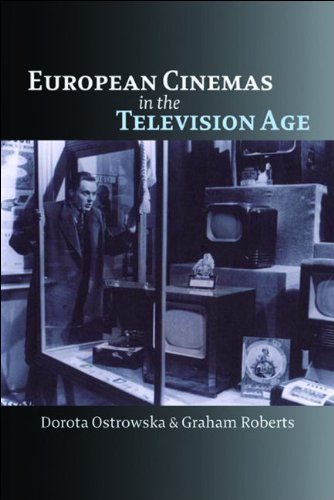 EUROPEAN CINEMAS
in the
TELEVISION AGE
Dorota Ostrowska & Graham Roberts